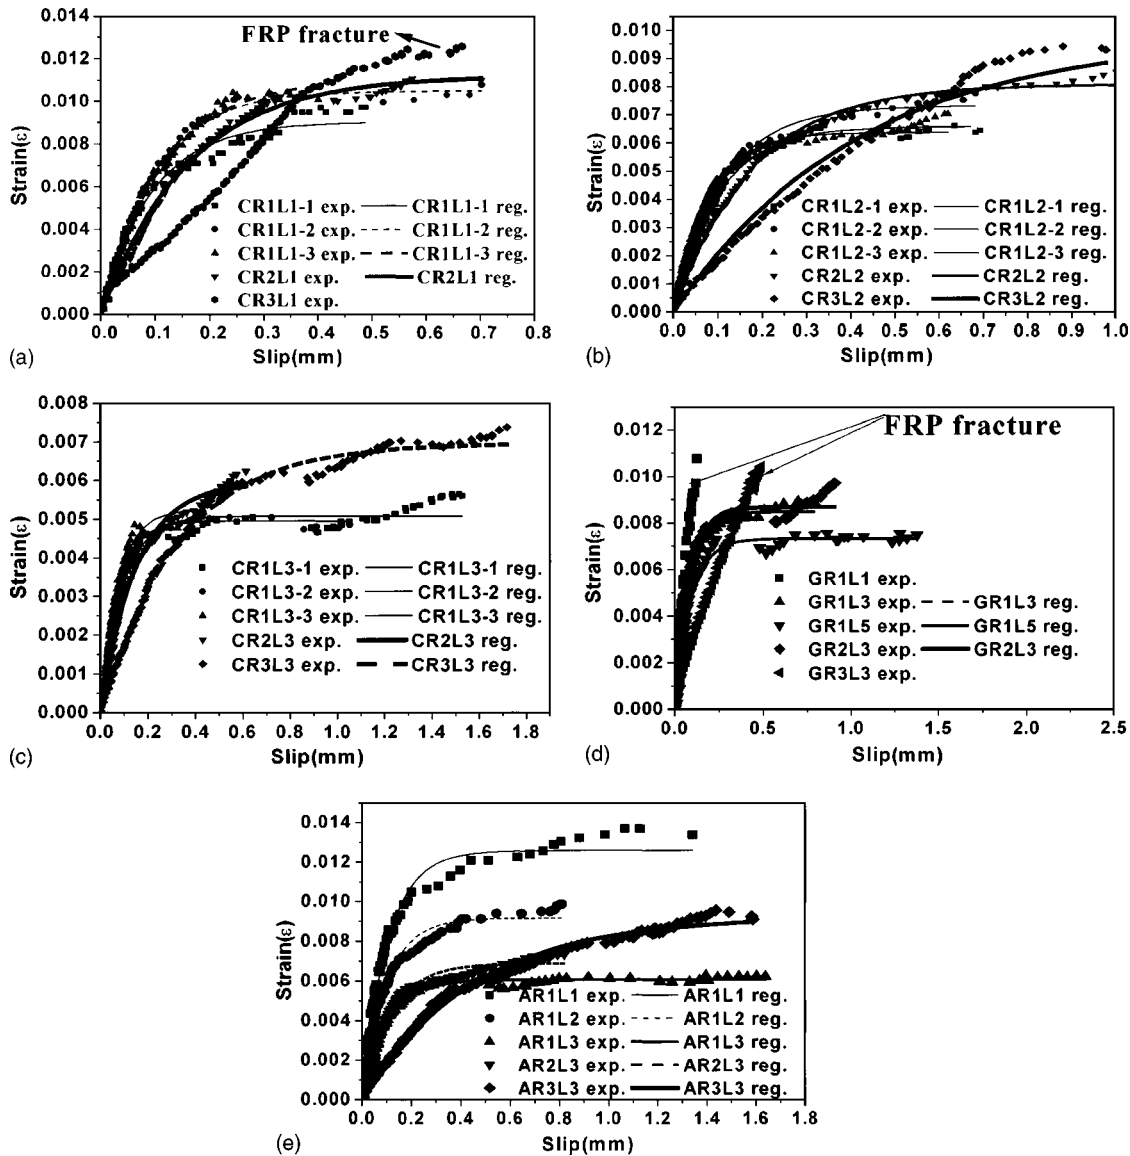 0.014
0.012
0.010
0.008
0.006
0.004
0.002
0.000
Strain(ε)
FRP fracture
CR1L1-1 exp. CR1L1-1 reg.
CR1L1-2 exp. CR1L1-2 reg.
CR1L1-3 exp. CR1L1-3 reg.
CR2L1 exp. CR2L1 reg.
CR3L1 exp.
0.0 0.1 0.2 0.3 0.4 0.5 0.6 0.7 0.8
Slip(mm)
(a)
0.010
0.009
0.008
0.007
0.006
0.005
0.004
0.003
0.002
0.001
0.000
Strain(ε)
CR1L2-1 exp. CR1L2-1 reg.
CR1L2-2 exp. CR1L2-2 reg.
CR1L2-3 exp. CR1L2-3 reg.
CR2L2 exp. CR2L2 reg.
CR3L2 exp. CR3L2 reg.
0.0 0.1 0.2 0.3 0.4 0.5 0.6 0.7 0.8 0.9 1.0
Slip(mm)
(b)
0.008
0.007
0.006
0.005
0.004
0.003
0.002
0.001
0.000
Strain(ε)
CR1L3-1 exp. CR1L3-1 reg.
CR1L3-2 exp. CR1L3-2 reg.
CR1L3-3 exp. CR1L3-3 reg.
CR2L3 exp. CR2L3 reg.
CR3L3 exp. CR3L3 reg.
0.0 0.2 0.4 0.6 0.8 1.0 1.2 1.4 1.6 1.8
Slip(mm)
(c)
0.012
0.010
0.008
0.006
0.004
0.002
0.000
Strain(ε)
FRP fracture
GR1L1 exp.
GR1L3 exp. GR1L3 reg.
GR1L5 exp. GR1L5 reg.
GR2L3 exp. GR2L3 reg.
GR3L3 exp.
0.0 0.5 1.0 1.5 2.0 2.5
Slip(mm)
(d)
0.014
0.012
0.010
0.008
0.006
0.004
0.002
0.000
Strain(ε)
AR1L1 exp. AR1L1 reg.
AR1L2 exp. AR1L2 reg.
AR1L3 exp. AR1L3 reg.
AR2L3 exp. AR2L3 reg.
AR3L3 exp. AR3L3 reg.
0.0 0.2 0.4 0.6 0.8 1.0 1.2 1.4 1.6 1.8
Slip(mm)
(e)